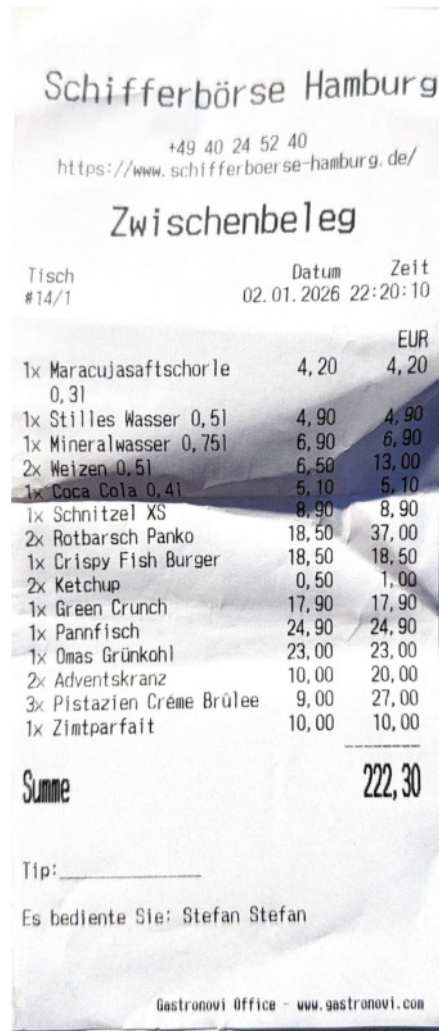 Schifferbörse Hamburg
+49 40 24 52 40
https://www.schifferboerse-hamburg.de/
Zwischenbeleg
Tisch Datum Zeit
#14/1 02.01.2026 22:20:10
EUR
1x Maracujasaftschorle 4,20 4,20
0,3l
1x Stilles Wasser 0,5l 4,90 4,90
1x Mineralwasser 0,75l 6,90 6,90
2x Weizen 0,5l 6,50 13,00
1x Coca Cola 0,4l 5,10 5,10
1x Schnitzel XS 8,90 8,90
2x Rotbarsch Panko 18,50 37,00
1x Crispy Fish Burger 18,50 18,50
2x Ketchup 0,50 1,00
1x Green Crunch 17,90 17,90
1x Pannfisch 24,90 24,90
1x Omas Grünkohl 23,00 23,00
2x Adventskranz 10,00 20,00
3x Pistazien Créme Brûlee 9,00 27,00
1x Zimtparfait 10,00 10,00
Summe 222,30
Tip:
Es bediente Sie: Stefan Stefan
Gastronovi Office - www.gastronovi.com